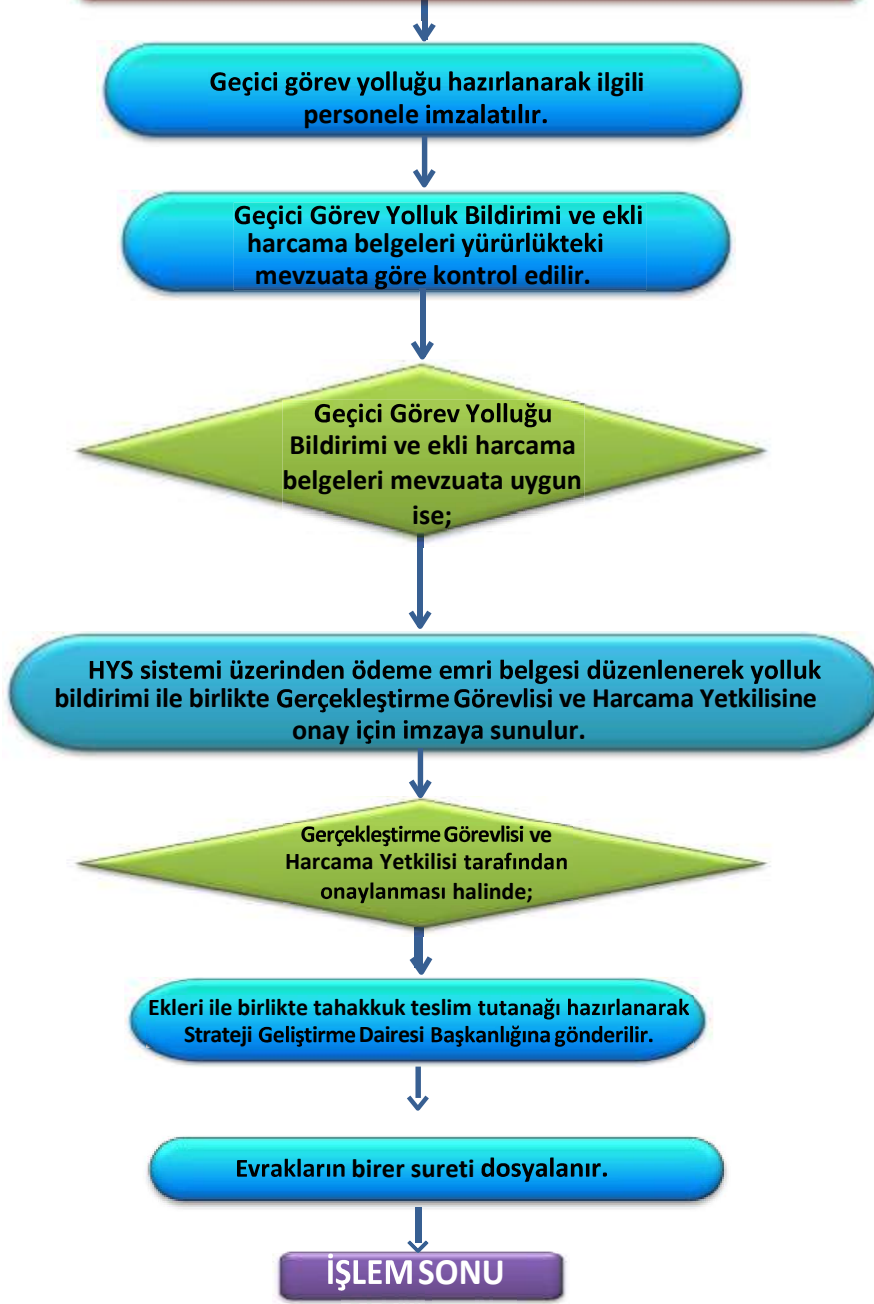 Geçici görev yolluğu hazırlanarak ilgili
personele imzalatılır.
Geçici Görev Yolluk Bildirimi ve ekli
harcama belgeleri yürürlükteki
mevzuata göre kontrol edilir.
Geçici Görev Yolluğu
Bildirimi ve ekli harcama
belgeleri mevzuata uygun
ise;
HYS sistemi üzerinden ödeme emri belgesi düzenlenerek yolluk
bildirimi ile birlikte Gerçekleştirme Görevlisi ve Harcama Yetkilisine
onay için imzaya sunulur.
Gerçekleştirme Görevlisi ve
Harcama Yetkilisi tarafından
onaylanması halinde;
Ekleri ile birlikte tahakkuk teslim tutanağı hazırlanarak
Strateji Geliştirme Dairesi Başkanlığına gönderilir.
Evrakların birer sureti dosyalanır.
İŞLEM SONU